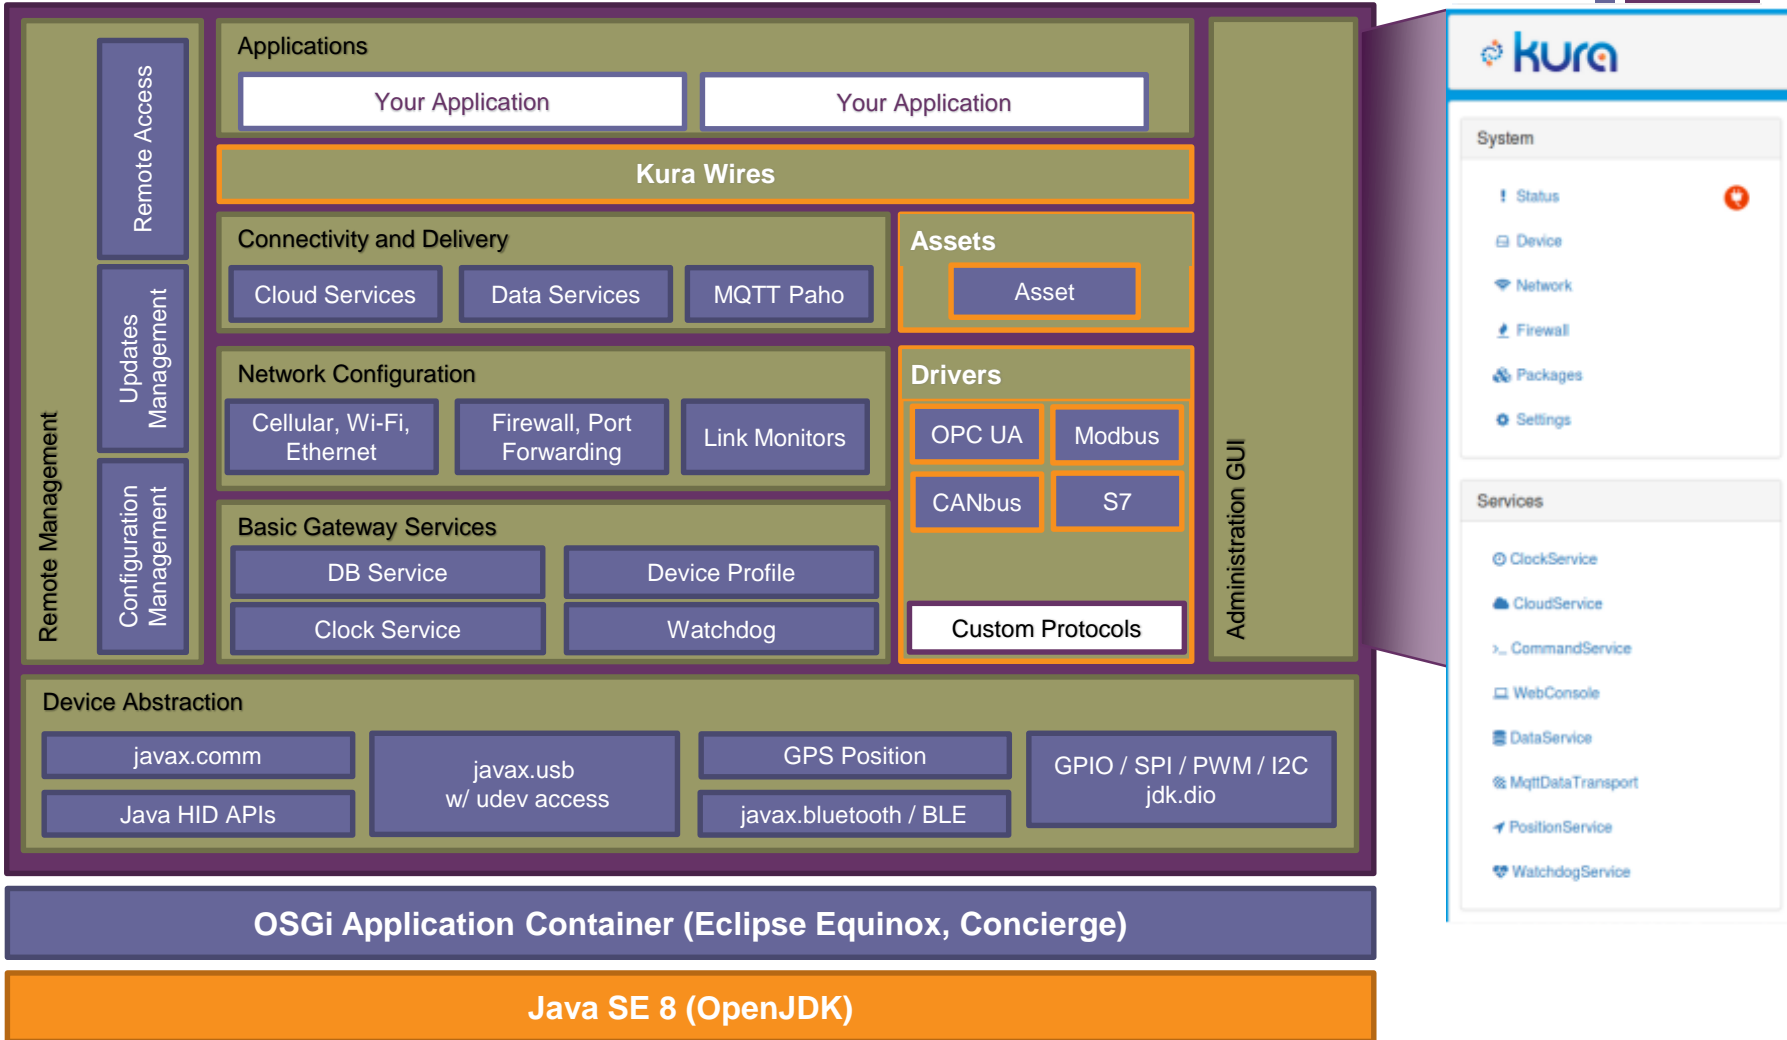 Remote Management
Remote Access
Updates
Management
Configuration
Management
Applications
Your Application
Your Application
Kura Wires
Connectivity and Delivery
Cloud Services
Data Services
MQTT Paho
Assets
Asset
Network Configuration
Cellular, Wi-Fi,
Ethernet
Firewall, Port
Forwarding
Link Monitors
Drivers
OPC UA
Modbus
CANbus
S7
Custom Protocols
Basic Gateway Services
DB Service
Device Profile
Clock Service
Watchdog
Administration GUI
Device Abstraction
javax.comm
Java HID APIs
javax.usb
w/ udev access
GPS Position
javax.bluetooth / BLE
GPIO / SPI / PWM / I2C
jdk.dio
OSGi Application Container (Eclipse Equinox, Concierge)
Java SE 8 (OpenJDK)
kura
System
Status
Device
Network
Firewall
Packages
Settings
Services
ClockService
CloudService
CommandService
WebConsole
DataService
MqttDataTransport
PositionService
WatchdogService